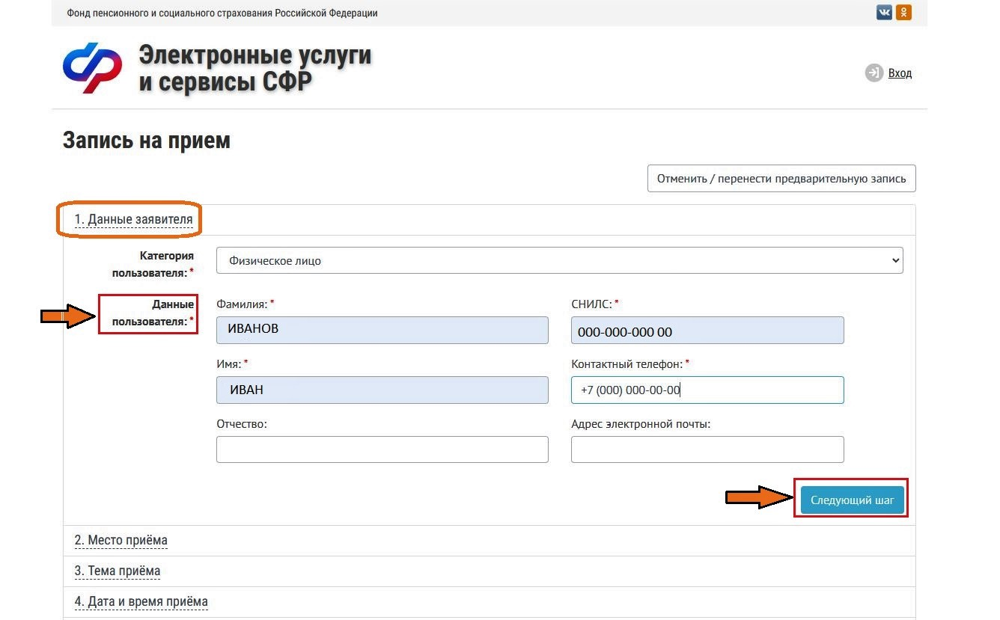 Фонд пенсионного и социального страхования Российской Федерации
Электронные услуги
и сервисы СФР
Вход
Запись на прием
Отменить / перенести предварительную запись
1. Данные заявителя
Категория
пользователя: *
Физическое лицо
Данные
пользователя: *
Фамилия: *
СНИЛС: *
ИВАНОВ
000-000-000 00
Имя: *
Контактный телефон: *
ИВАН
+7 (000) 000-00-00
Отчество:
Адрес электронной почты:
Следующий шаг
2. Место приёма
3. Тема приёма
4. Дата и время приёма